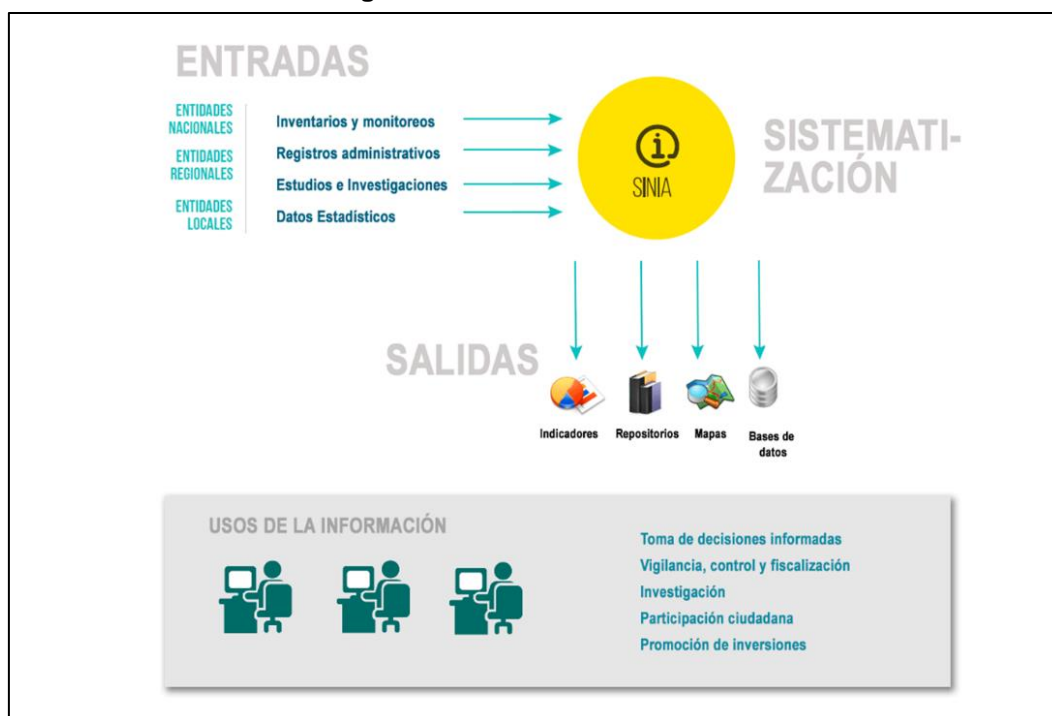 ENTRADAS
ENTIDADES
NACIONALES
ENTIDADES
REGIONALES
ENTIDADES
LOCALES
Inventarios y monitoreos
Registros administrativos
Estudios e Investigaciones
Datos Estadísticos
SINIA
SISTEMATI-
ZACIÓN
SALIDAS
Indicadores
Repositorios
Mapas
Bases de
datos
USOS DE LA INFORMACIÓN
Toma de decisiones informadas
Vigilancia, control y fiscalización
Investigación
Participación ciudadana
Promoción de inversiones